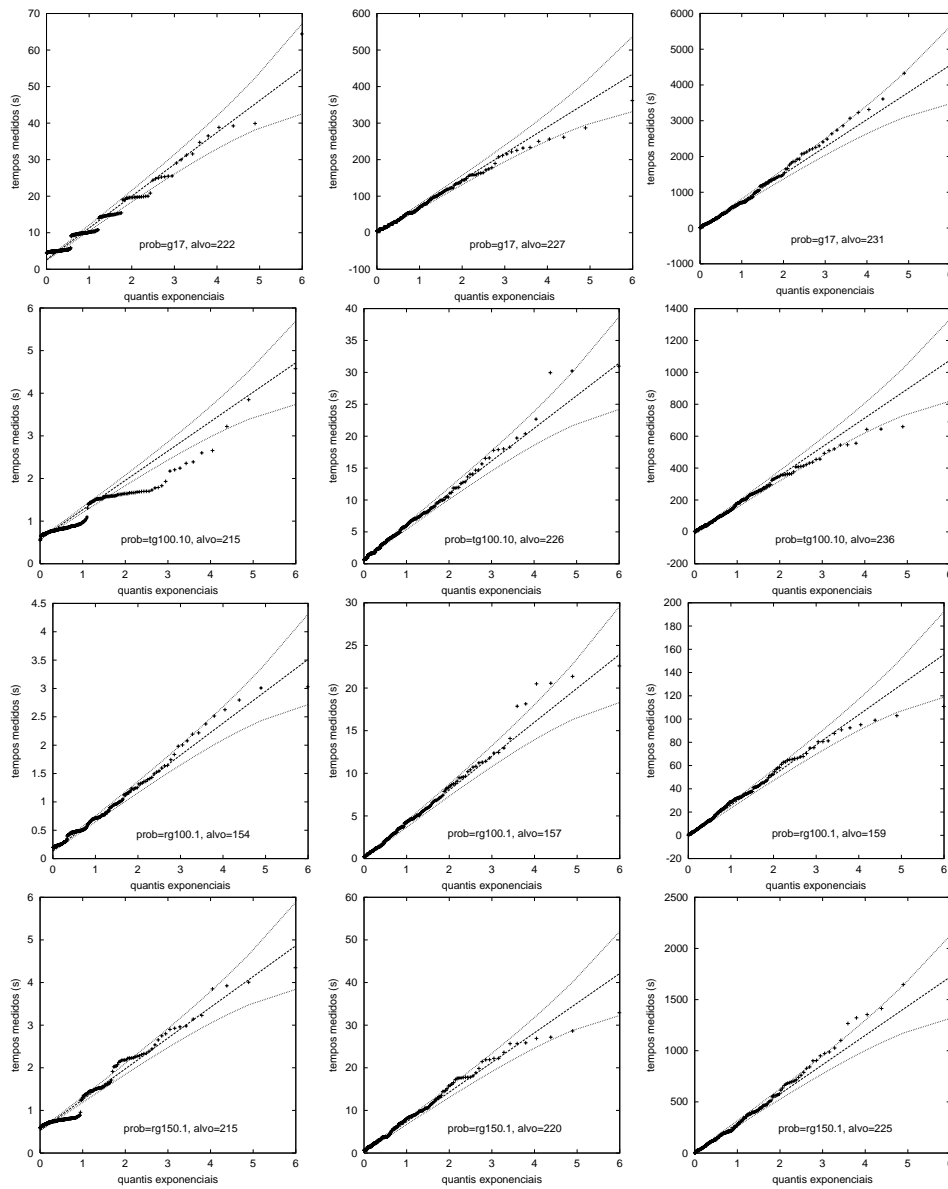 70
60
50
40
30
20
10
0
tempos medidos (s)
prob=g17, alvo=222
0 1 2 3 4 5 6
quantis exponenciais
600
500
400
300
200
100
0
-100
tempos medidos (s)
prob=g17, alvo=227
0 1 2 3 4 5 6
quantis exponenciais
6000
5000
4000
3000
2000
1000
0
-1000
tempos medidos (s)
prob=g17, alvo=231
0 1 2 3 4 5
quantis exponenciais
6
5
4
3
2
1
0
tempos medidos (s)
prob=tg100.10, alvo=215
0 1 2 3 4 5 6
quantis exponenciais
40
35
30
25
20
15
10
5
0
tempos medidos (s)
prob=tg100.10, alvo=226
0 1 2 3 4 5 6
quantis exponenciais
1400
1200
1000
800
600
400
200
0
-200
tempos medidos (s)
prob=tg100.10, alvo=236
0 1 2 3 4 5
quantis exponenciais
4.5
4
3.5
3
2.5
2
1.5
1
0.5
0
tempos medidos (s)
prob=rg100.1, alvo=154
0 1 2 3 4 5 6
quantis exponenciais
30
25
20
15
10
5
0
tempos medidos (s)
prob=rg100.1, alvo=157
0 1 2 3 4 5 6
quantis exponenciais
200
180
160
140
120
100
80
60
40
20
0
-20
tempos medidos (s)
prob=rg100.1, alvo=159
0 1 2 3 4 5 6
quantis exponenciais
6
5
4
3
2
1
0
tempos medidos (s)
prob=rg150.1, alvo=215
0 1 2 3 4 5 6
quantis exponenciais
60
50
40
30
20
10
0
tempos medidos (s)
prob=rg150.1, alvo=220
0 1 2 3 4 5 6
quantis exponenciais
2500
2000
1500
1000
500
0
tempos medidos (s)
prob=rg150.1, alvo=225
0 1 2 3 4 5
quantis exponenciais